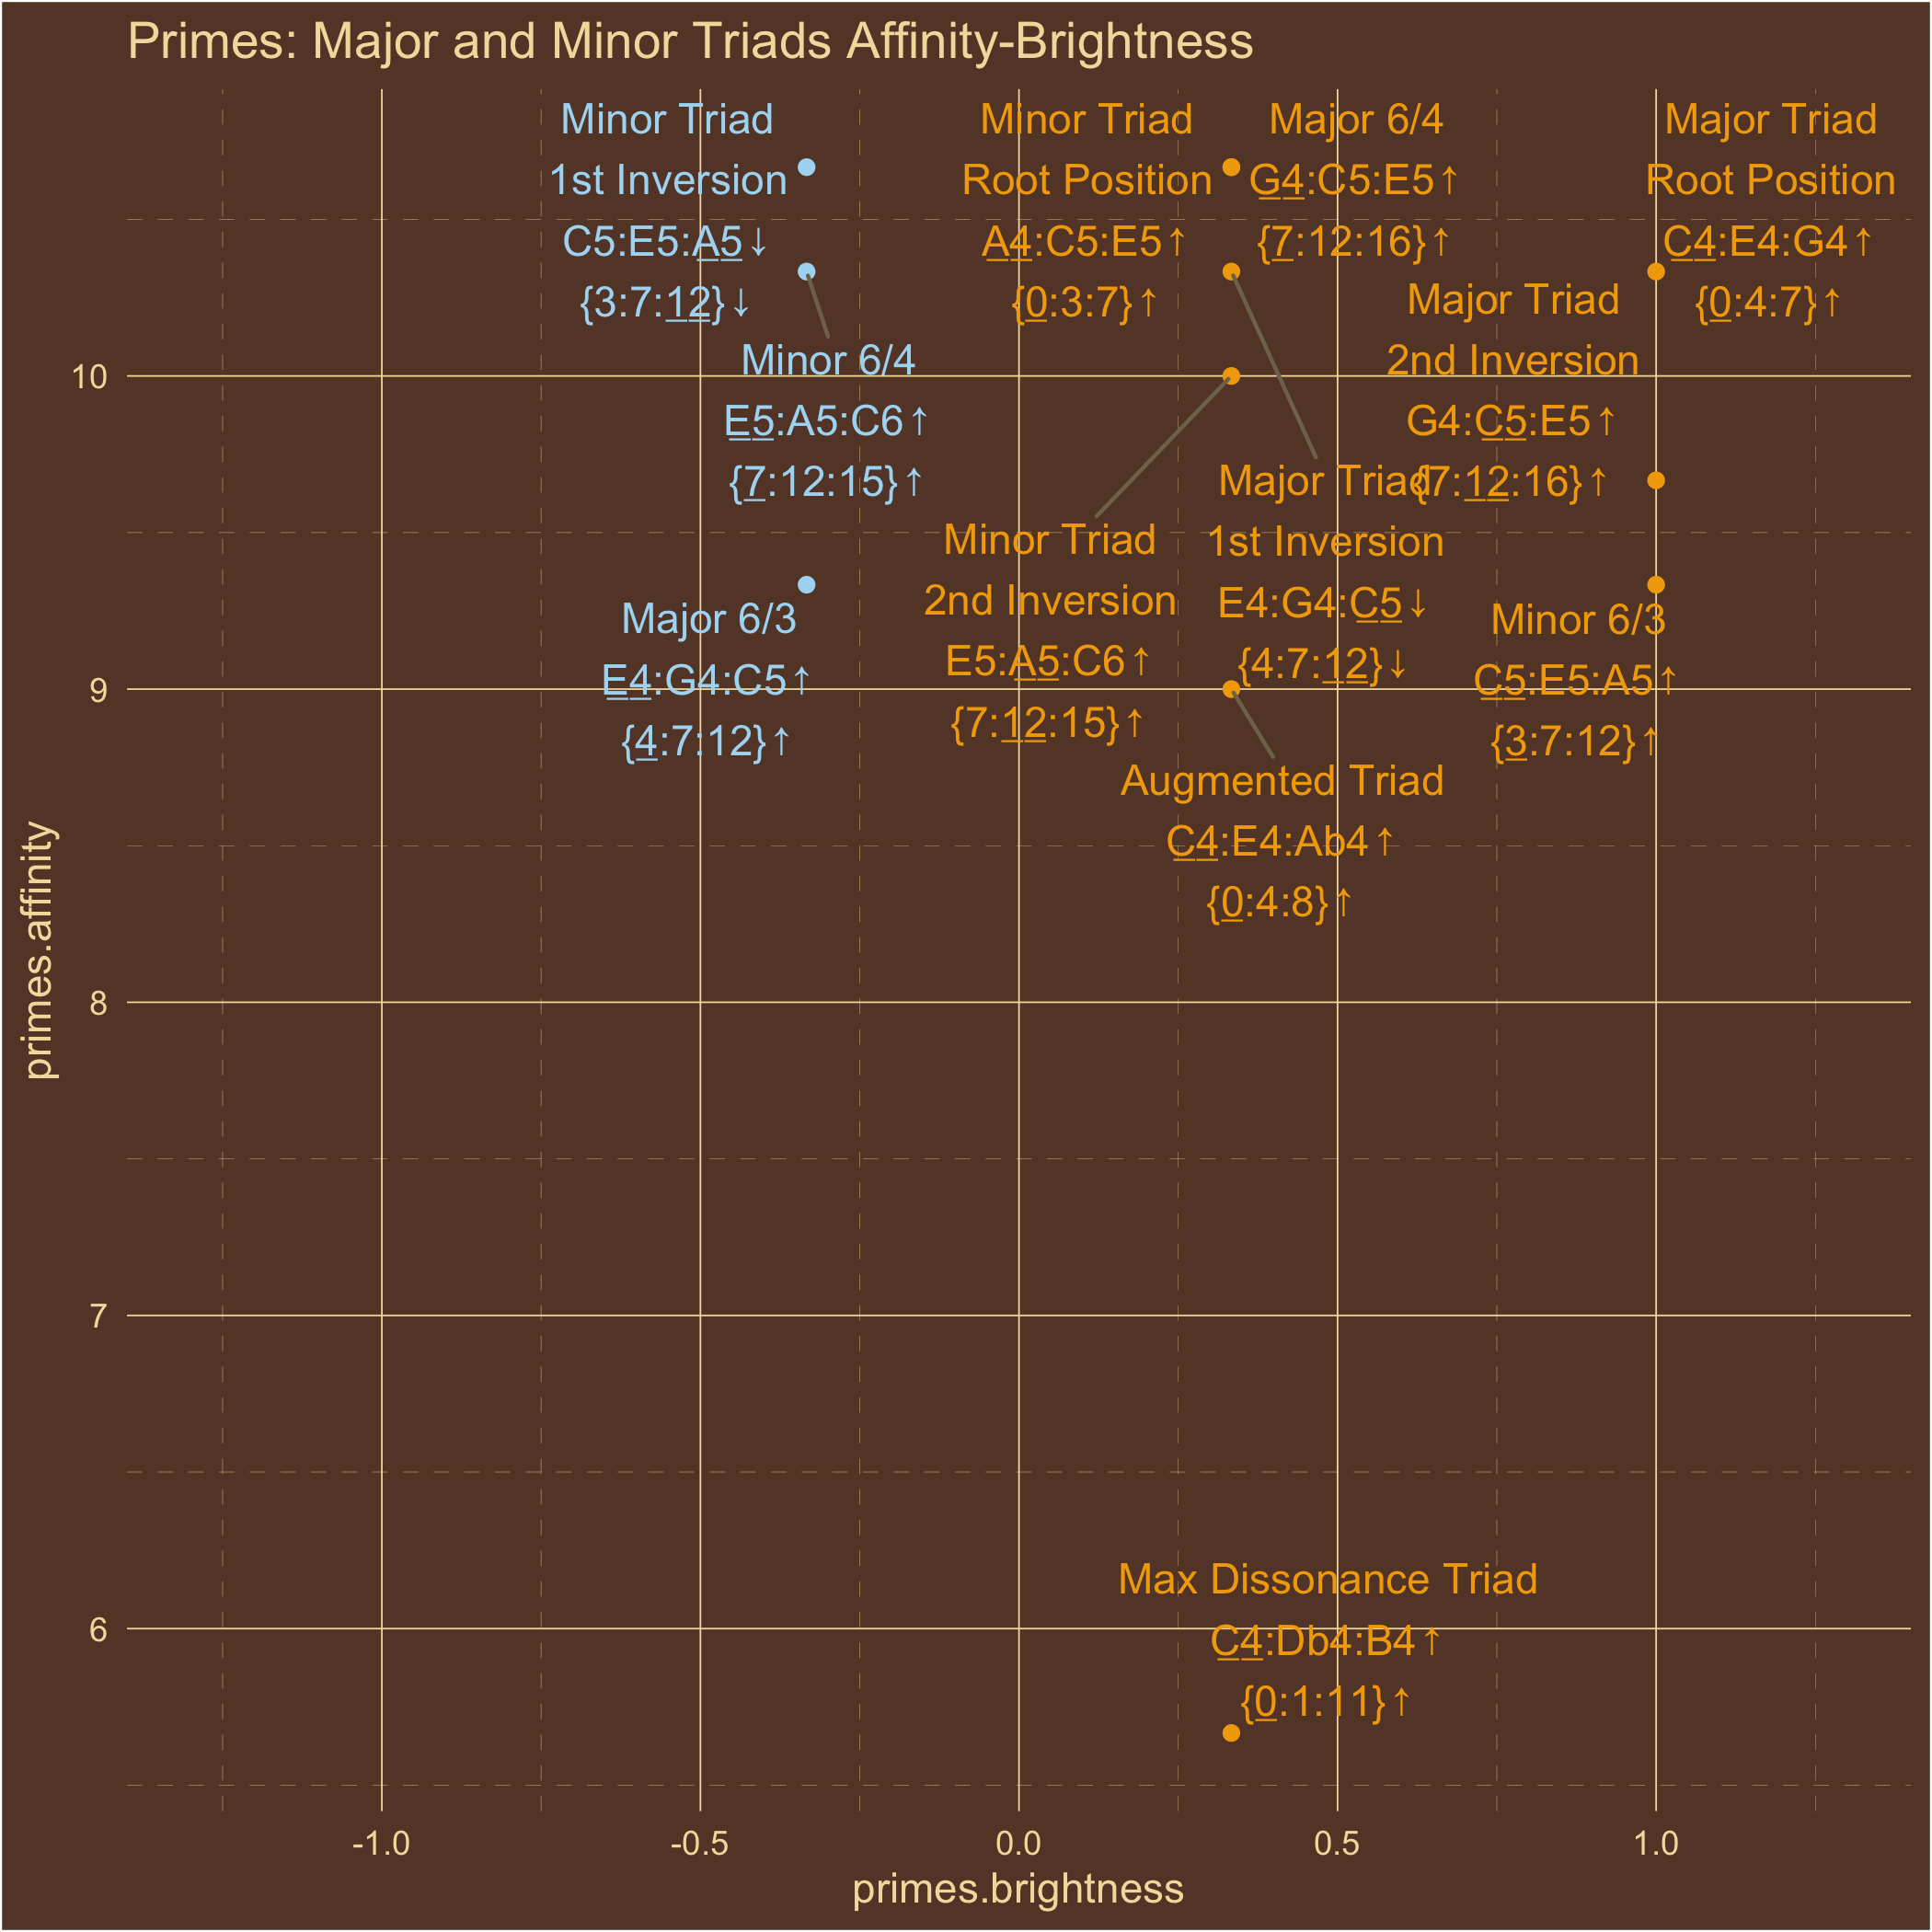 Primes: Major and Minor Triads Affinity-Brightness
Minor Triad
1st Inversion
C5:E5:A5↓
{3:7:12}↓
Minor Triad
Root Position
A4:C5:E5↑
{0:3:7}↑
Major 6/4
G4:C5:E5↑
{7:12:16}↑
Major Triad
Root Position
C4:E4:G4↑
{0:4:7}↑
Minor 6/4
E5:A5:C6↑
{7:12:15}↑
Major Triad
2nd Inversion
G4:C5:E5↑
{7:12:16}↑
Major Triad
1st Inversion
E4:G4:C5↓
{4:7:12}↓
Minor Triad
2nd Inversion
E5:A5:C6↑
{7:12:15}↑
Major 6/3
E4:G4:C5↑
{4:7:12}↑
Minor 6/3
C5:E5:A5↑
{3:7:12}↑
Augmented Triad
C4:E4:Ab4↑
{0:4:8}↑
Max Dissonance Triad
C4:Db4:B4↑
{0:1:11}↑
primes.affinity
10
9
8
7
6
-1.0
-0.5
0.0
0.5
1.0
primes.brightness